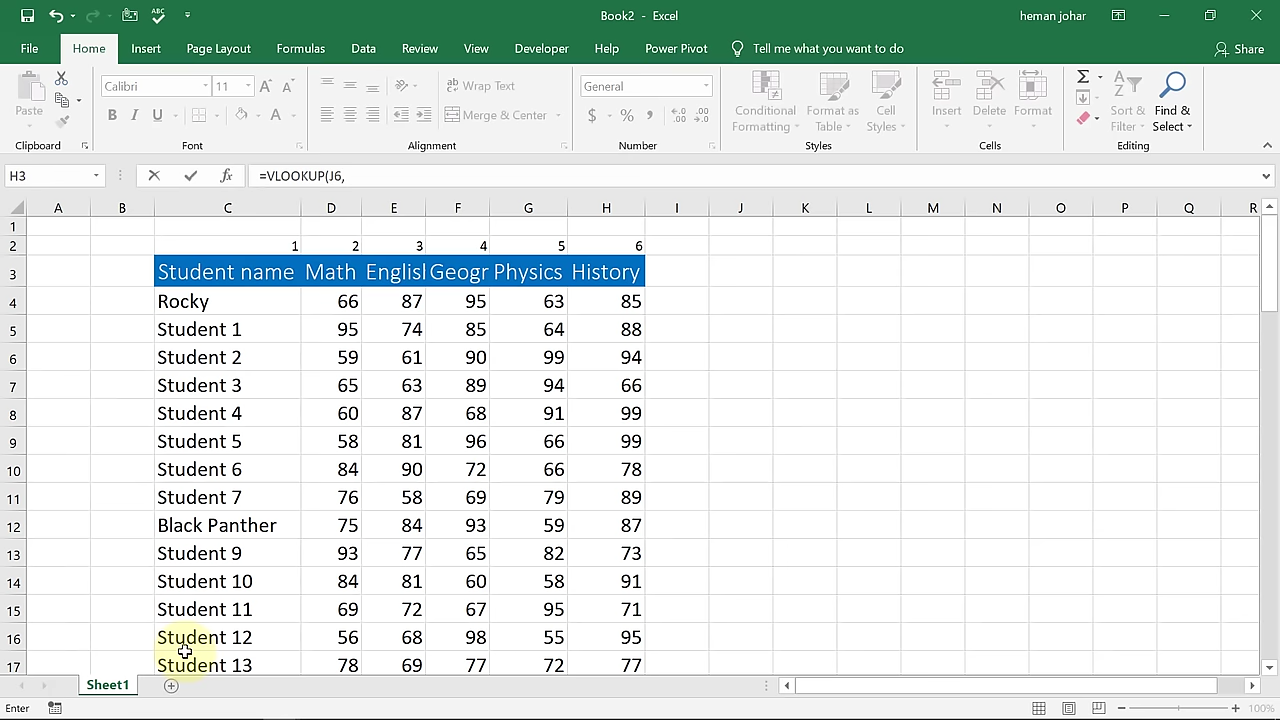 Book2 - Excel
heman johar
File Home Insert Page Layout Formulas Data Review View Developer Help Power Pivot Tell me what you want to do Share
Calibri 11 A A Wrap Text General Σ
Paste B I U A Merge & Center $ % , Conditional Formatting Format as Table Cell Styles Insert Delete Format Sort & Filter Find & Select
Clipboard Font Alignment Number Styles Cells Editing
H3 fx =VLOOKUP(J6,
A B C D E F G H I J K L M N O P Q R
1
2 1 2 3 4 5 6
3 Student name Math Englisl Geogr Physics History
4 Rocky 66 87 95 63 85
5 Student 1 95 74 85 64 88
6 Student 2 59 61 90 99 94
7 Student 3 65 63 89 94 66
8 Student 4 60 87 68 91 99
9 Student 5 58 81 96 66 99
10 Student 6 84 90 72 66 78
11 Student 7 76 58 69 79 89
12 Black Panther 75 84 93 59 87
13 Student 9 93 77 65 82 73
14 Student 10 84 81 60 58 91
15 Student 11 69 72 67 95 71
16 Student 12 56 68 98 55 95
17 Student 13 78 69 77 72 77
Sheet1
Enter 100%